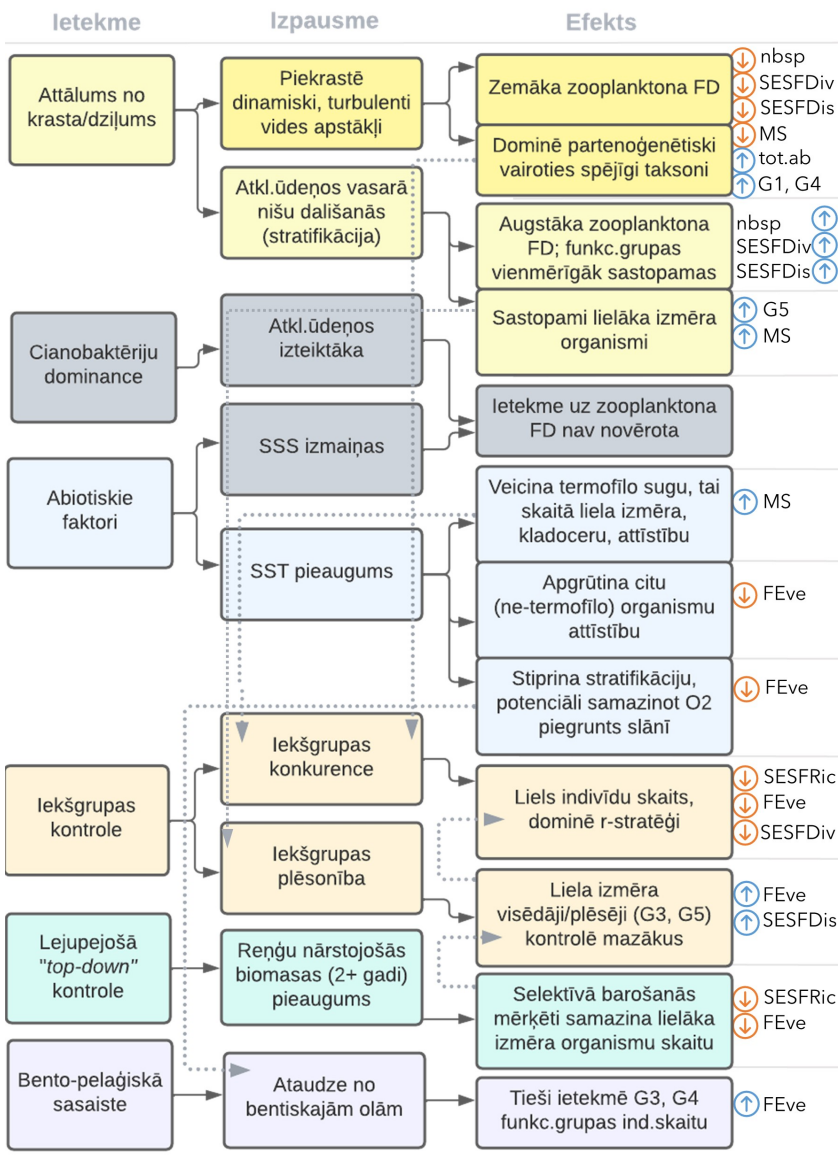 Ietekme
Izpausme
Efekts
Attālums no
krasta/dziļums
Piekrastē
dinamiski, turbulenti
vides apstākļi
Zemāka zooplanktona FD
nbsp
SESFDiv
SESFDis
Dominē partenoģenētiski
vairoties spējīgi taksoni
MS
tot.ab
G1, G4
Atkl.ūdeņos vasarā
nišu dalīšanās
(stratifikācija)
Augstāka zooplanktona
FD; funkc.grupas
vienmērīgāk sastopamas
nbsp
SESFDiv
SESFDis
Sastopami lielāka izmēra
organismi
G5
MS
Cianobaktēriju
dominance
Atkl.ūdeņos
izteiktāka
Ietekme uz zooplanktona
FD nav novērota
Abiotiskie
faktori
SSS izmaiņas
SST pieaugums
Veicina termofīlo sugu, tai
skaitā liela izmēra,
kladoceru, attīstību
MS
Apgrūtina citu
(ne-termofīlo) organismu
attīstību
FEve
Stiprina stratifikāciju,
potenciāli samazinot O2
piegrunts slānī
FEve
Iekšgrupas
kontrole
Iekšgrupas
konkurence
Liels indivīdu skaits,
dominē r-stratēģi
SESFRic
FEve
SESFDiv
Iekšgrupas
plēsonība
Liela izmēra
visēdāji/plēsēji (G3, G5)
kontrolē mazākus
FEve
SESFDis
Lejupejošā
"top-down"
kontrole
Reņģu nārstojošās
biomasas (2+ gadi)
pieaugums
Selektīvā barošanās
mērķēti samazina lielāka
izmēra organismu skaitu
SESFRic
FEve
Bento-pelaģiskā
sasaiste
Ataudze no
bentiskajām olām
Tieši ietekmē G3, G4
funkc.grupas ind.skaitu
FEve